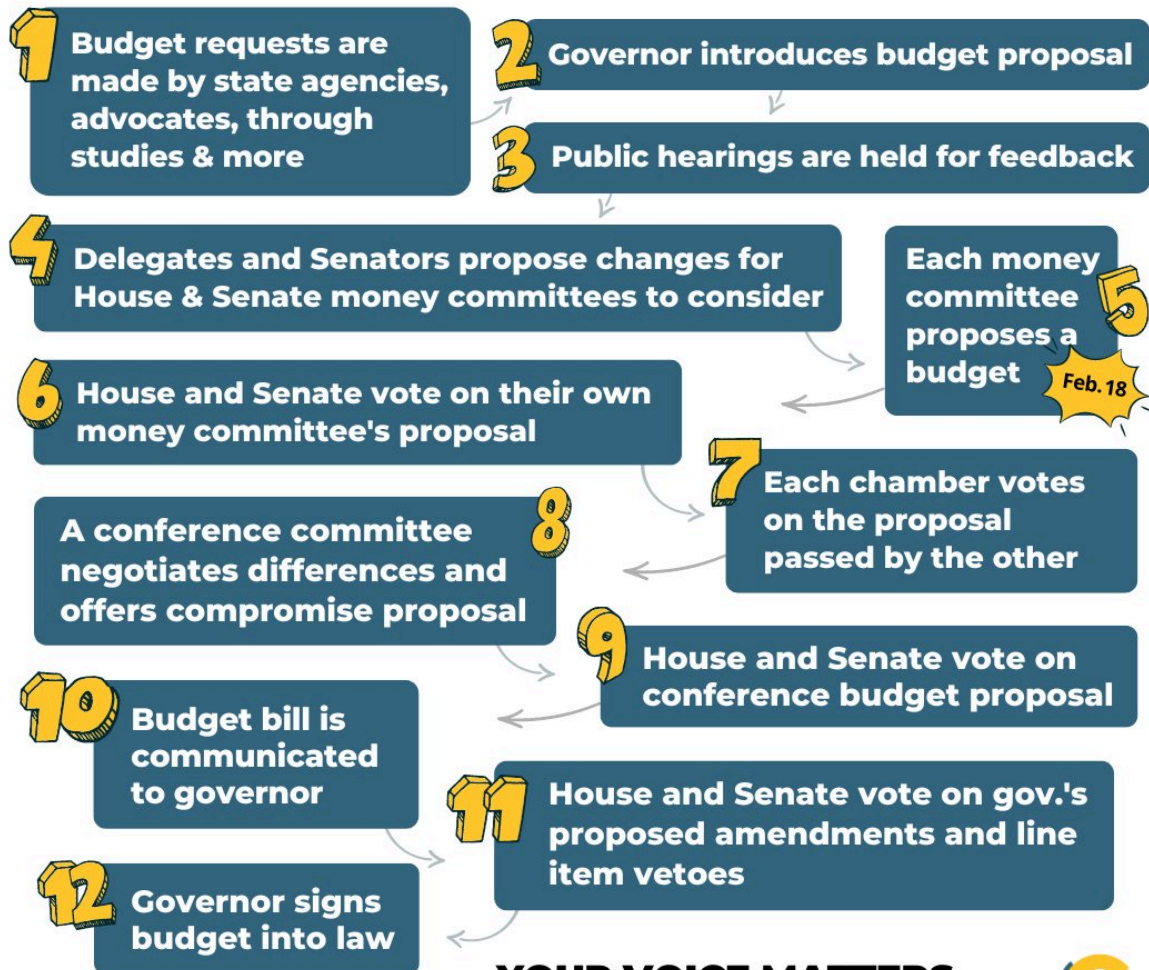 1
Budget requests are
made by state agencies,
advocates, through
studies & more
2
Governor introduces budget proposal
3
Public hearings are held for feedback
4
Delegates and Senators propose changes for
House & Senate money committees to consider
5
Each money
committee
proposes a
budget
Feb. 18
6
House and Senate vote on their own
money committee's proposal
7
Each chamber votes
on the proposal
passed by the other
8
A conference committee
negotiates differences and
offers compromise proposal
9
House and Senate vote on
conference budget proposal
10
Budget bill is
communicated
to governor
11
House and Senate vote on gov.'s
proposed amendments and line
item vetoes
12
Governor signs
budget into law
YOUR VOICE MATTERS